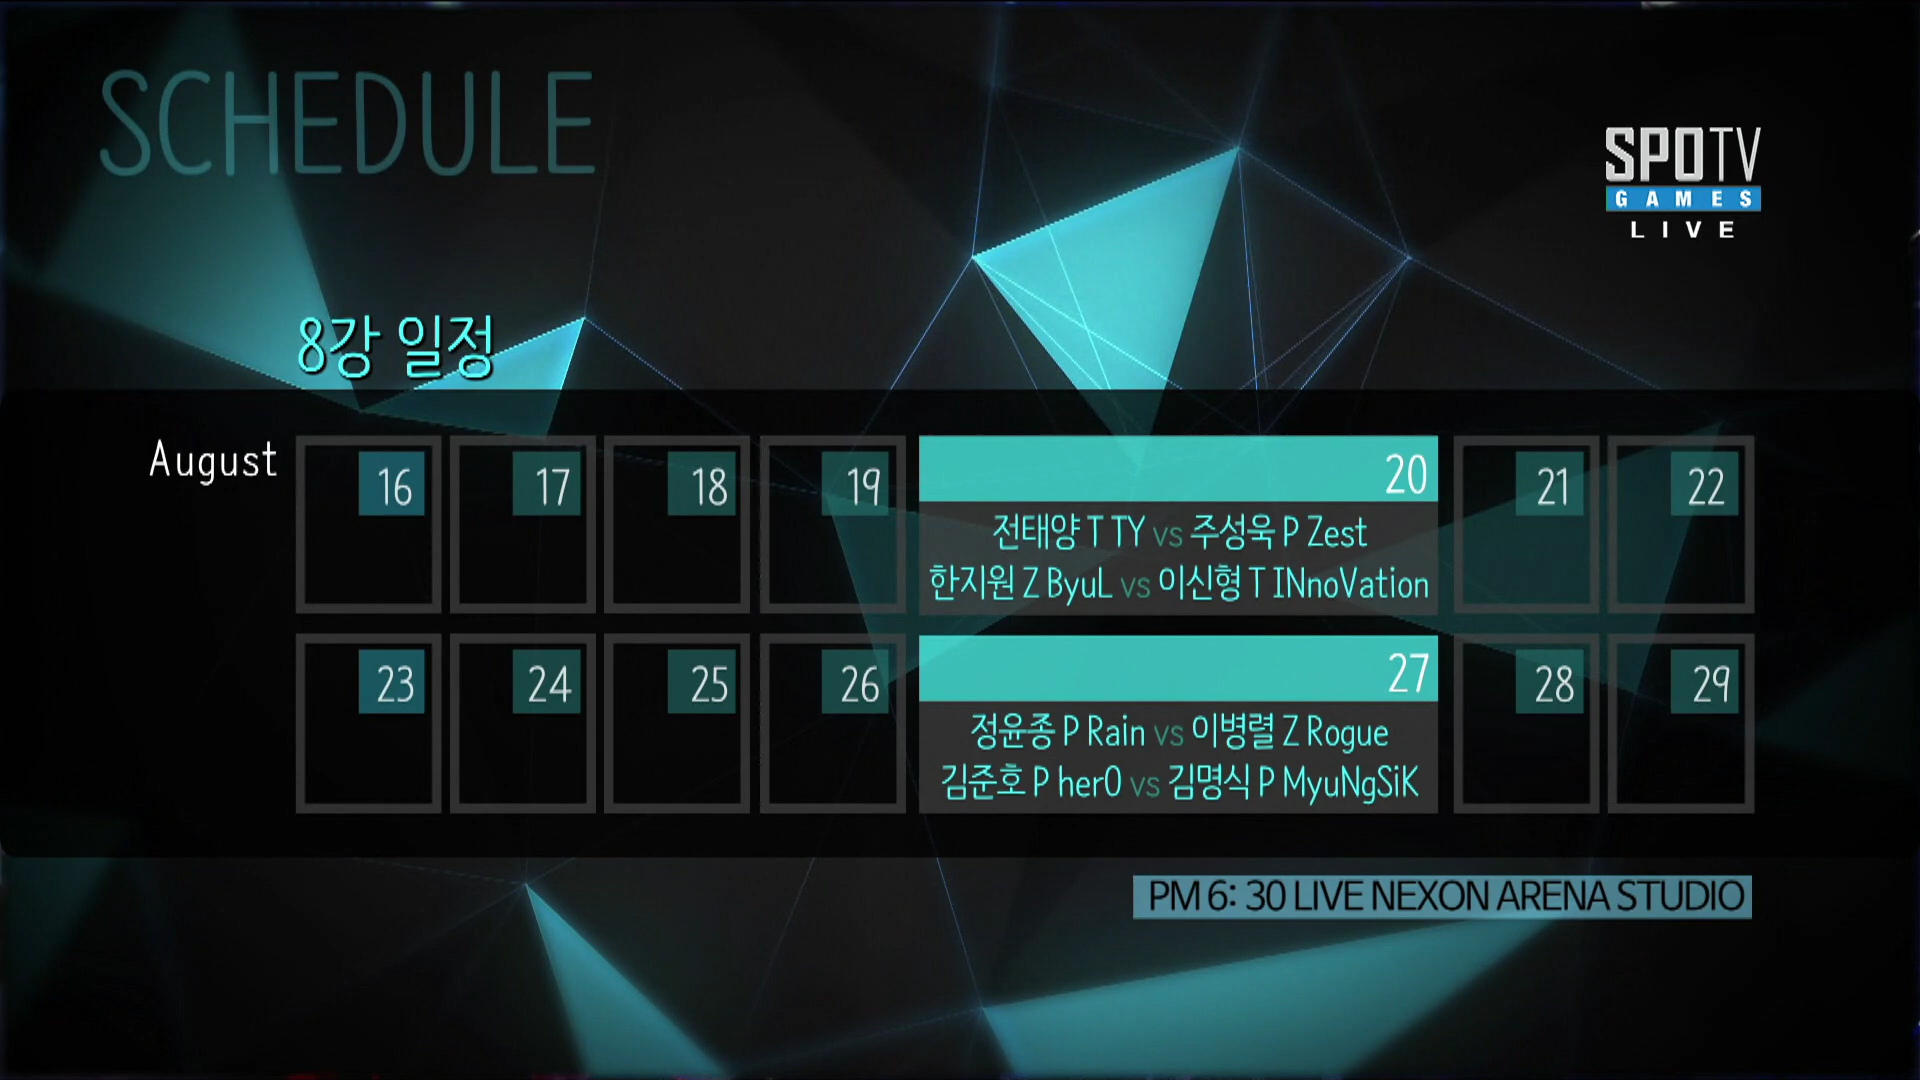 SCHEDULE
SPOTV
GAMES
LIVE
8강 일정
August
16
17
18
19
20
전태양 T TY vs 주성욱 P Zest
한지원 Z ByuL vs 이신형 T INnoVation
21
22
23
24
25
26
27
정윤종 P Rain vs 이병렬 Z Rogue
김준호 P herO vs 김명식 P MyuNgSiK
28
29
PM 6: 30 LIVE NEXON ARENA STUDIO